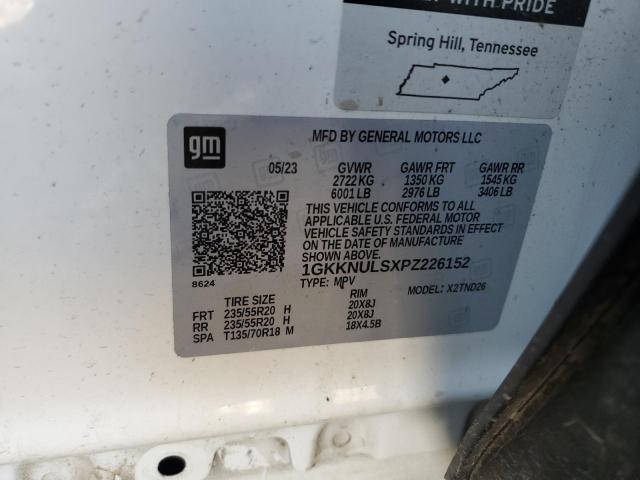 WITH PRIDE
Spring Hill, Tennessee
gm
MFD BY GENERAL MOTORS LLC
05/23 GVWR GAWR FRT GAWR RR
2722 KG 1350 KG 1545 KG
6001 LB 2976 LB 3406 LB
THIS VEHICLE CONFORMS TO ALL
APPLICABLE U.S. FEDERAL MOTOR
VEHICLE SAFETY STANDARDS IN EFFECT
ON THE DATE OF MANUFACTURE
SHOWN ABOVE.
1GKKNULSXPZ226152
8624
TYPE: MPV MODEL: X2TND26
TIRE SIZE RIM
FRT 235/55R20 H 20X8J
RR 235/55R20 H 20X8J
SPA T135/70R18 M 18X4.5B